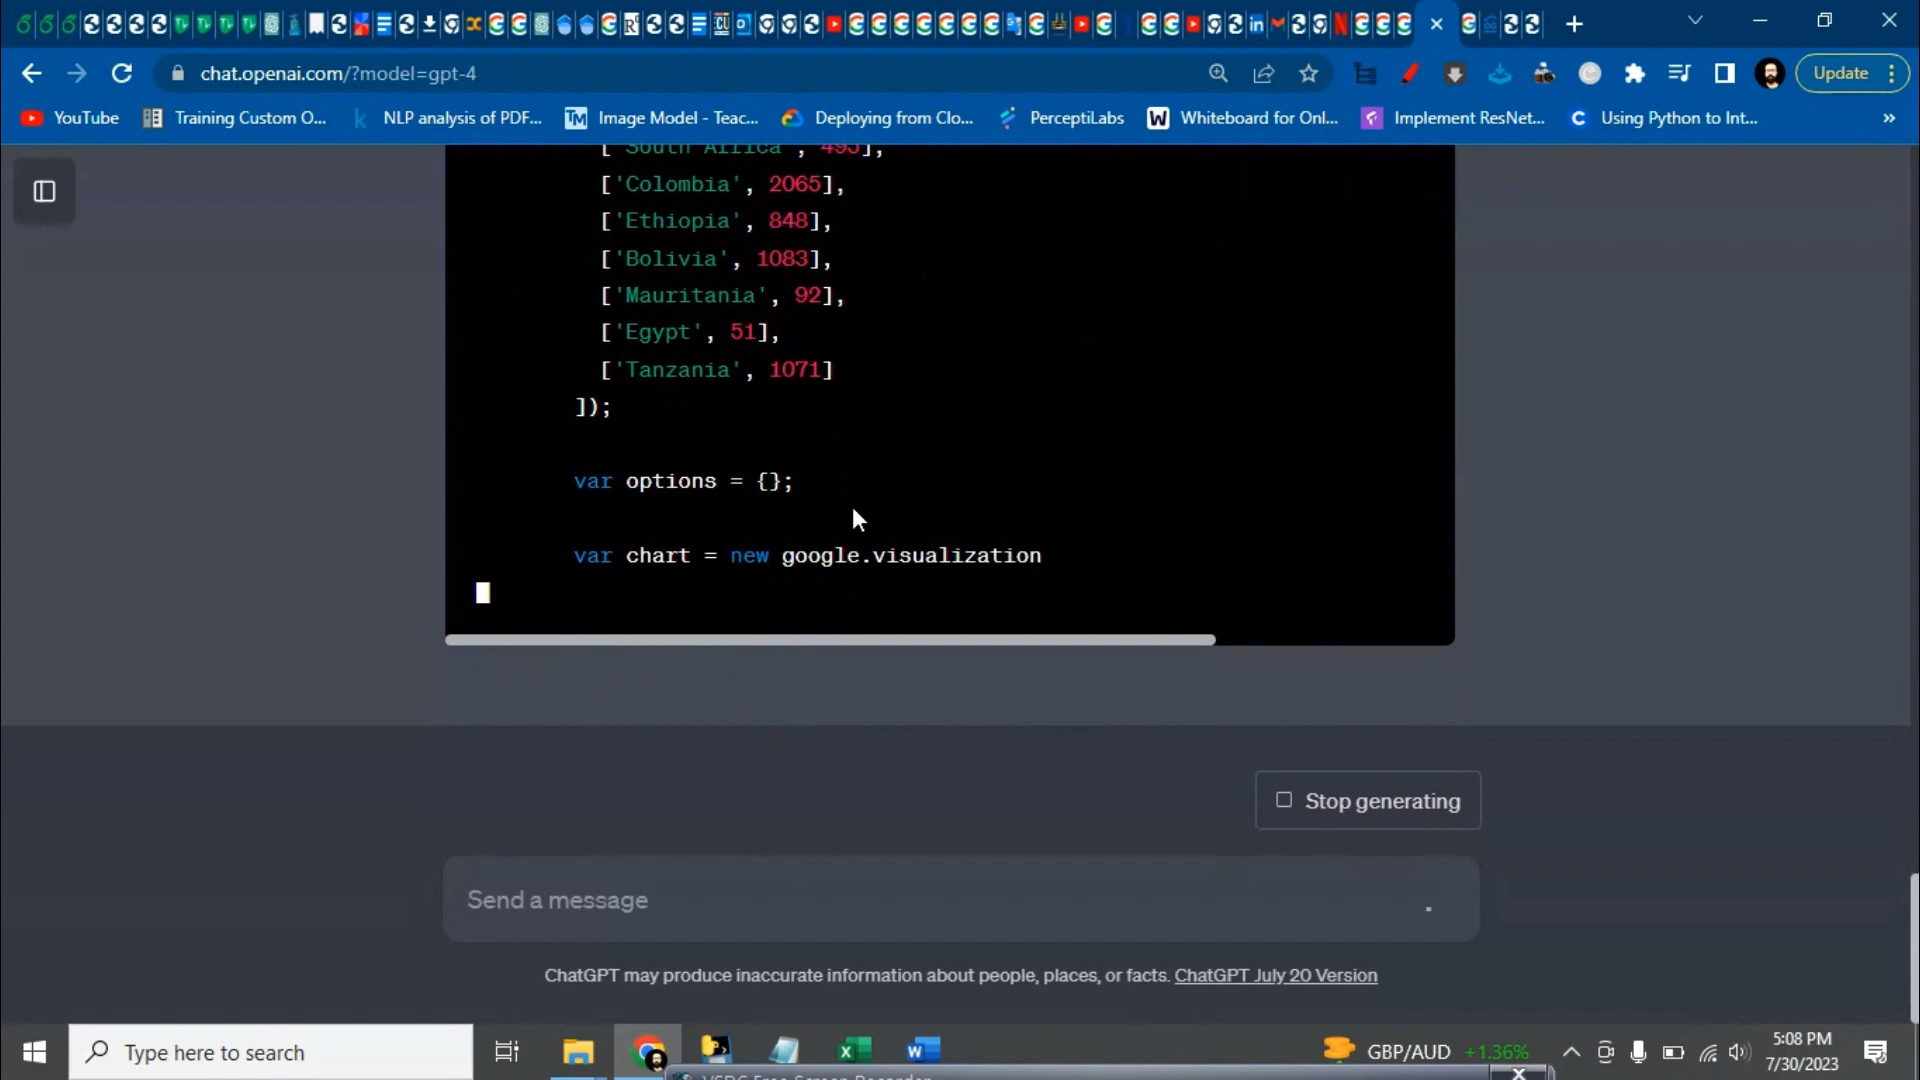 chat.openai.com/?model=gpt-4
Update
YouTube
Training Custom O...
NLP analysis of PDF...
TM
Image Model - Teac...
Deploying from Clo...
PerceptiLabs
W
Whiteboard for Onl...
Implement ResNet...
C
Using Python to Int...
»
['South Africa', 495],
['Colombia', 2065],
['Ethiopia', 848],
['Bolivia', 1083],
['Mauritania', 92],
['Egypt', 51],
['Tanzania', 1071]
]);
var options = {};
var chart = new google.visualization
Stop generating
Send a message
ChatGPT may produce inaccurate information about people, places, or facts. ChatGPT July 20 Version
Type here to search
GBP/AUD +1.36%
5:08 PM
7/30/2023